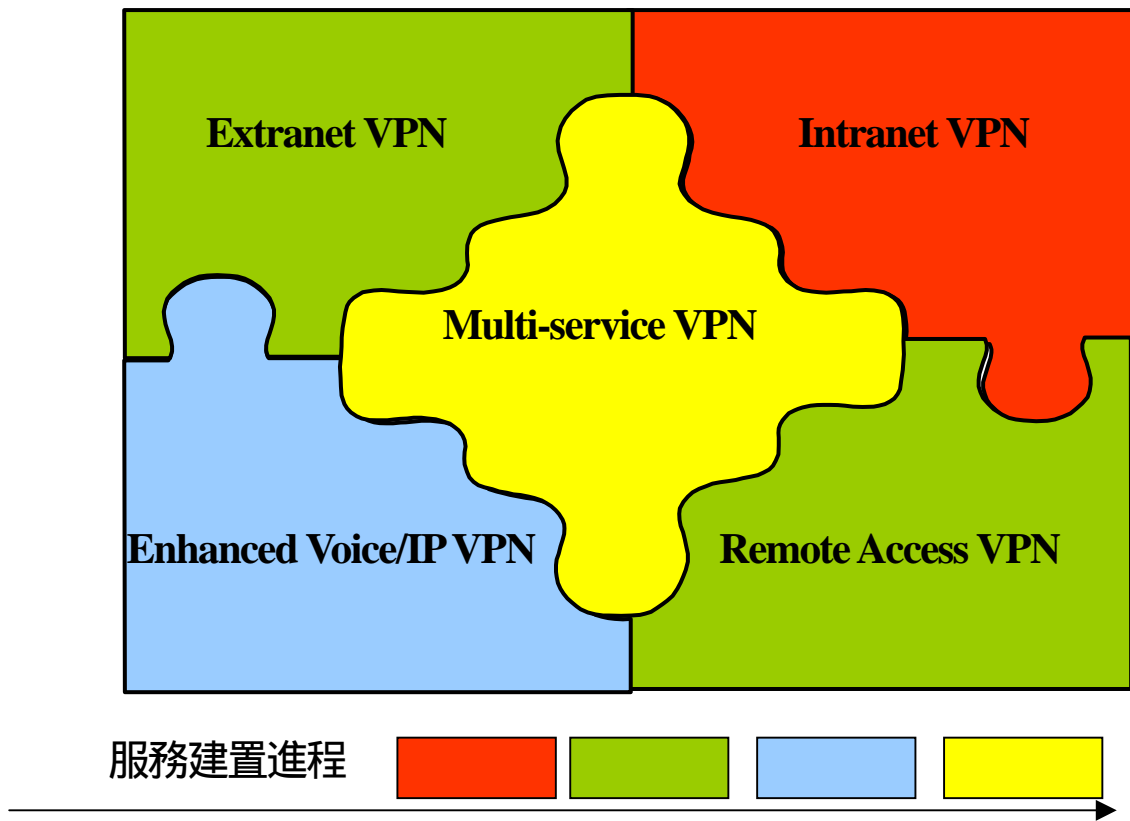 Extranet VPN
Intranet VPN
Multi-service VPN
Enhanced Voice/IP VPN
Remote Access VPN
服務建置進程